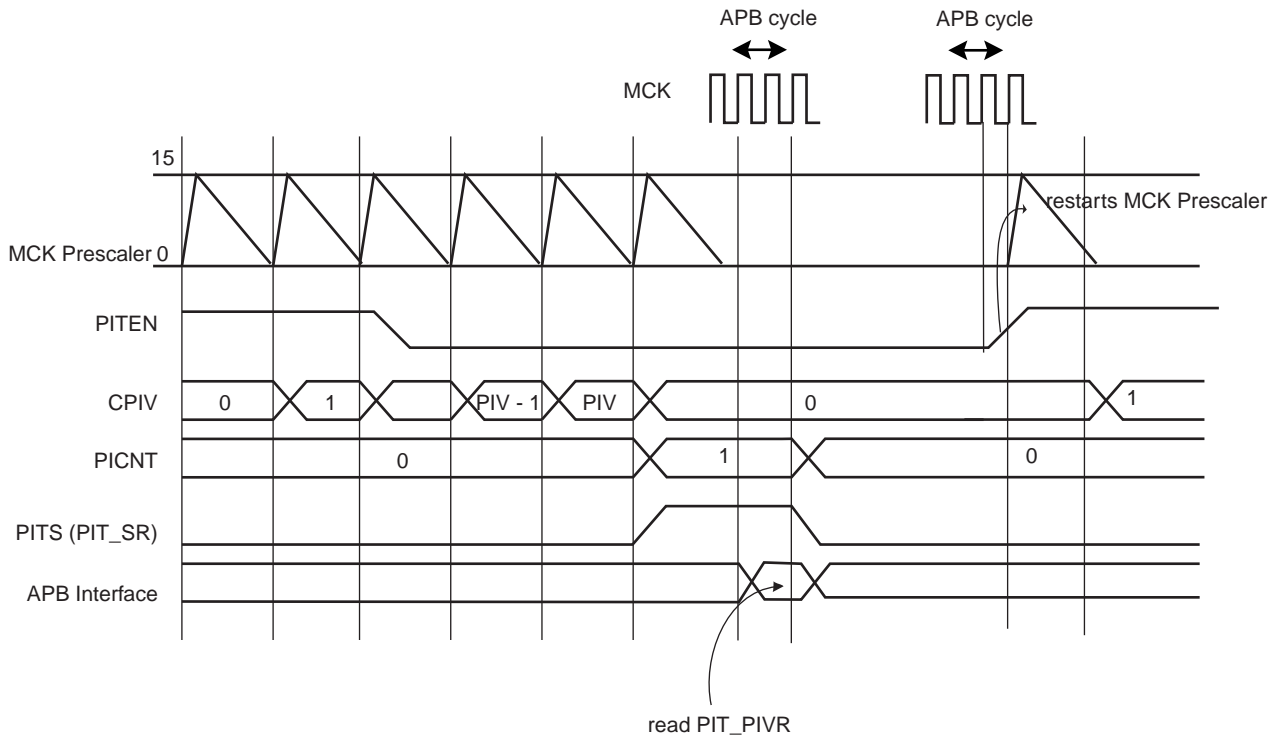 APB cycle
APB cycle
MCK
15
restarts MCK Prescaler
MCK Prescaler 0
PITEN
CPIV
0
1
PIV - 1
PIV
0
1
PICNT
0
1
0
PITS (PIT_SR)
APB Interface
read PIT_PIVR